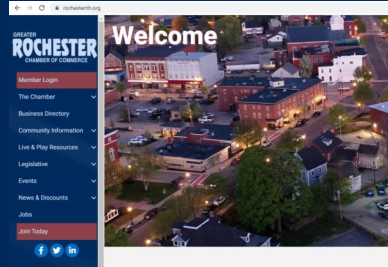 rochesternh.org
GREATER
ROCHESTER
CHAMBER OF COMMERCE
Welcome
Member Login
The Chamber
Business Directory
Community Information
Live & Play Resources
Legislative
Events
News & Discounts
Jobs
Join Today